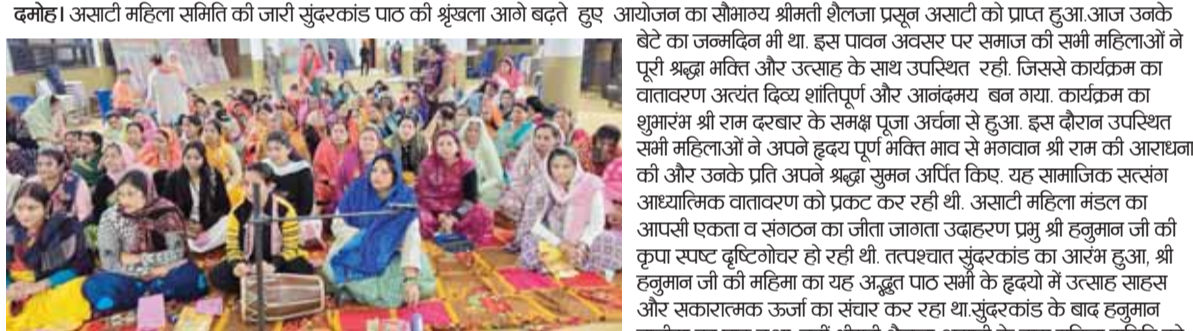 दमोह। असाटी महिला समिति की जारी सुंदरकांड पाठ की श्रृंखला आगे बढ़ते हुए आयोजन का सौभाग्य श्रीमती शैलजा प्रसून असाटी को प्राप्त हुआ.आज उनके
बेटे का जन्मदिन भी था. इस पावन अवसर पर समाज की सभी महिलाओं ने
पूरी श्रद्धा भक्ति और उत्साह के साथ उपस्थित रही. जिससे कार्यक्रम का
वातावरण अत्यंत दिव्य शांतिपूर्ण और आनंदमय बन गया. कार्यक्रम का
शुभारंभ श्री राम दरबार के समक्ष पूजा अर्चना से हुआ. इस दौरान उपस्थित
सभी महिलाओं ने अपने हृदय पूर्ण भक्ति भाव से भगवान श्री राम की आराधना
की और उनके प्रति अपने श्रद्धा सुमन अर्पित किए. यह सामाजिक सत्संग
आध्यात्मिक वातावरण को प्रकट कर रही थी. असाटी महिला मंडल का
आपसी एकता व संगठन का जीता जागता उदाहरण प्रभु श्री हनुमान जी की
कृपा स्पष्ट दृष्टिगोचर हो रही थी. तत्पश्चात सुंदरकांड का आरंभ हुआ, श्री
हनुमान जी की महिमा का यह अद्भुत पाठ सभी के हृदयो में उत्साह साहस
और सकारात्मक ऊर्जा का संचार कर रहा था.सुंदरकांड के बाद हनुमान